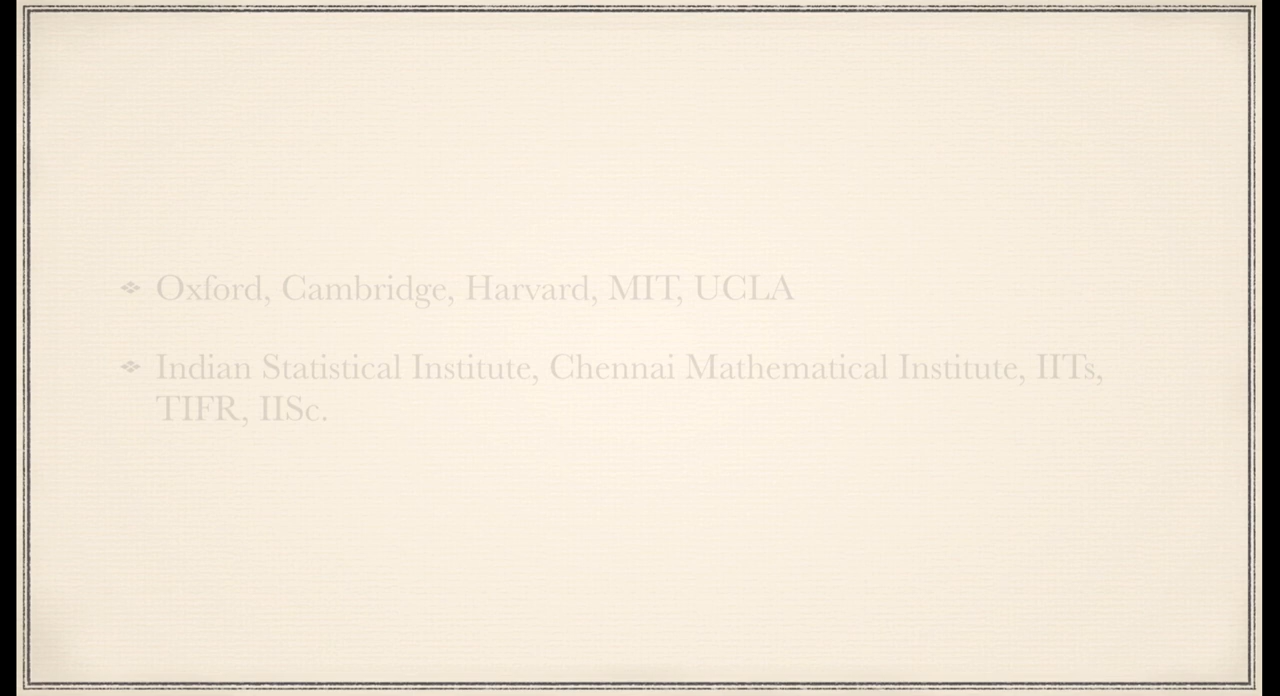 ❖ Oxford, Cambridge, Harvard, MIT, UCLA
❖ Indian Statistical Institute, Chennai Mathematical Institute, IITs,
TIFR, IISc.